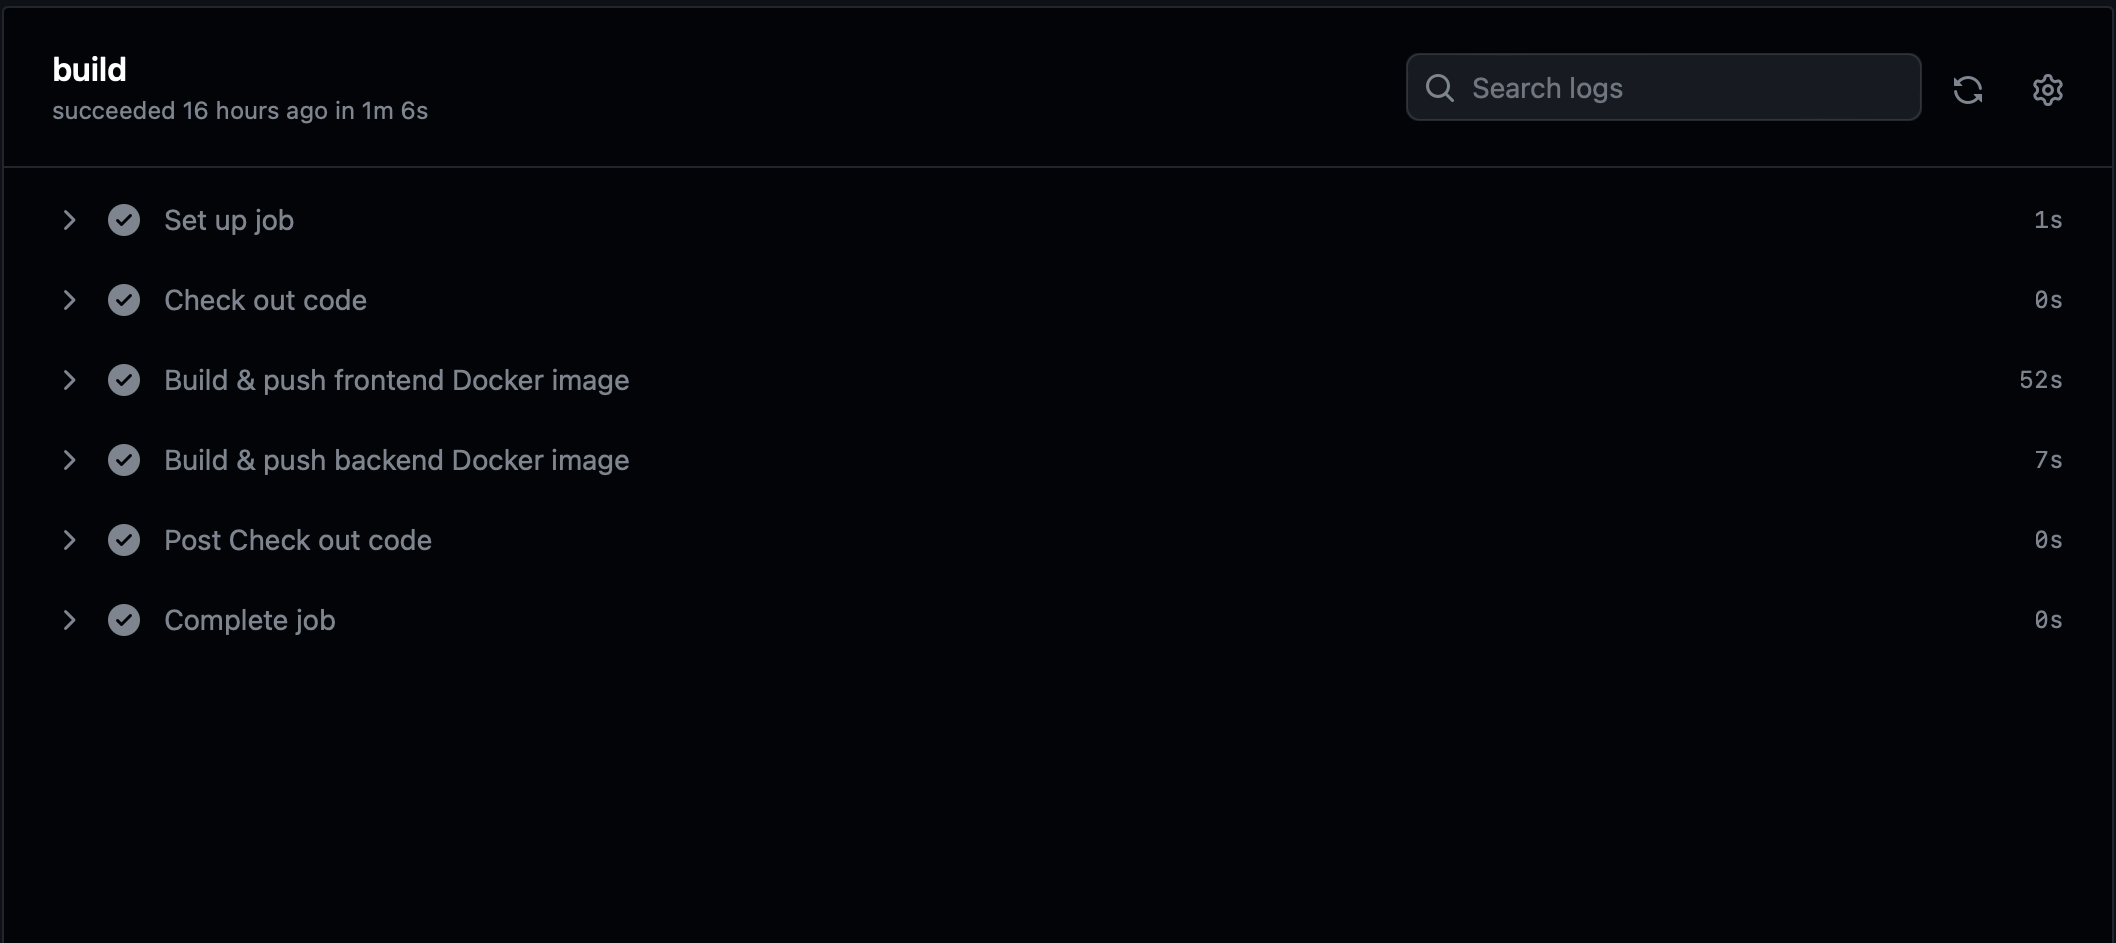 build
succeeded 16 hours ago in 1m 6s
Search logs
Set up job 1s
Check out code 0s
Build & push frontend Docker image 52s
Build & push backend Docker image 7s
Post Check out code 0s
Complete job 0s